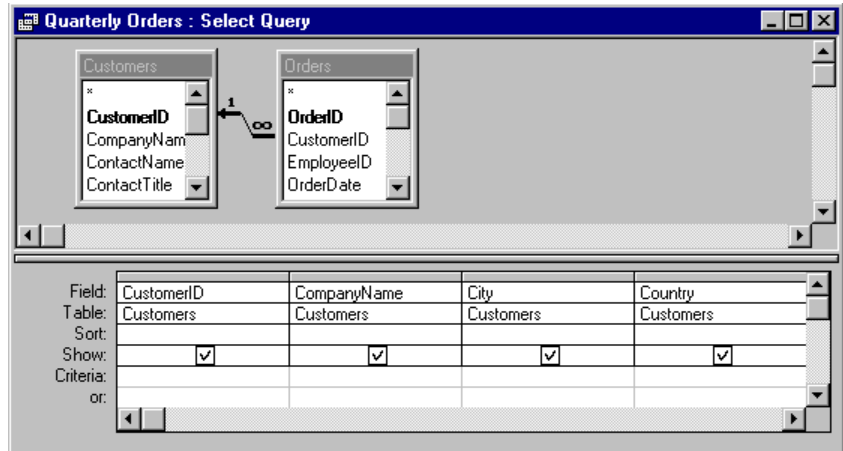 Quarterly Orders : Select Query
Customers
*
CustomerID
CompanyNam
ContactName
ContactTitle
1
∞
Orders
*
OrderID
CustomerID
EmployeeID
OrderDate
Field: CustomerID CompanyName City Country
Table: Customers Customers Customers Customers
Sort:
Show:
Criteria:
or: